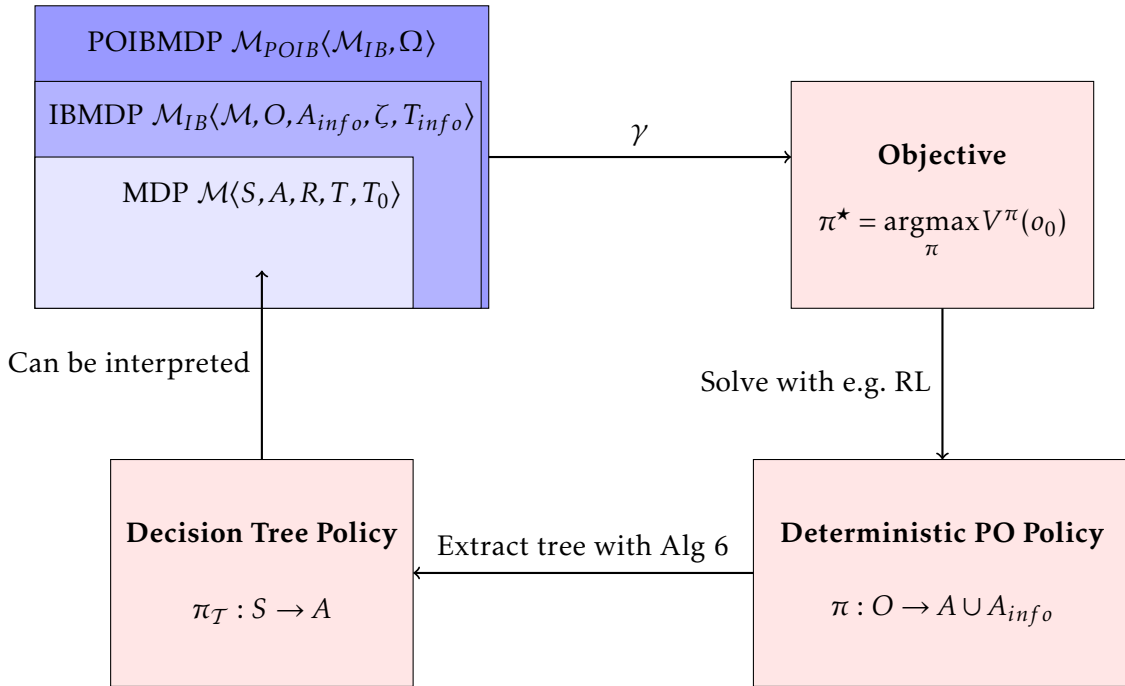 POIBMDP ℳ_{POIB}⟨ℳ_{IB}, Ω⟩
IBMDP ℳ_{IB}⟨ℳ, O, A_{info}, ζ, T_{info}⟩
MDP ℳ⟨S, A, R, T, T_0⟩
γ
Objective
π^⋆ = argmax V^π(o_0)
π
Can be interpreted
Solve with e.g. RL
Decision Tree Policy
π_𝒯 : S → A
Extract tree with Alg 6
Deterministic PO Policy
π : O → A ∪ A_{info}